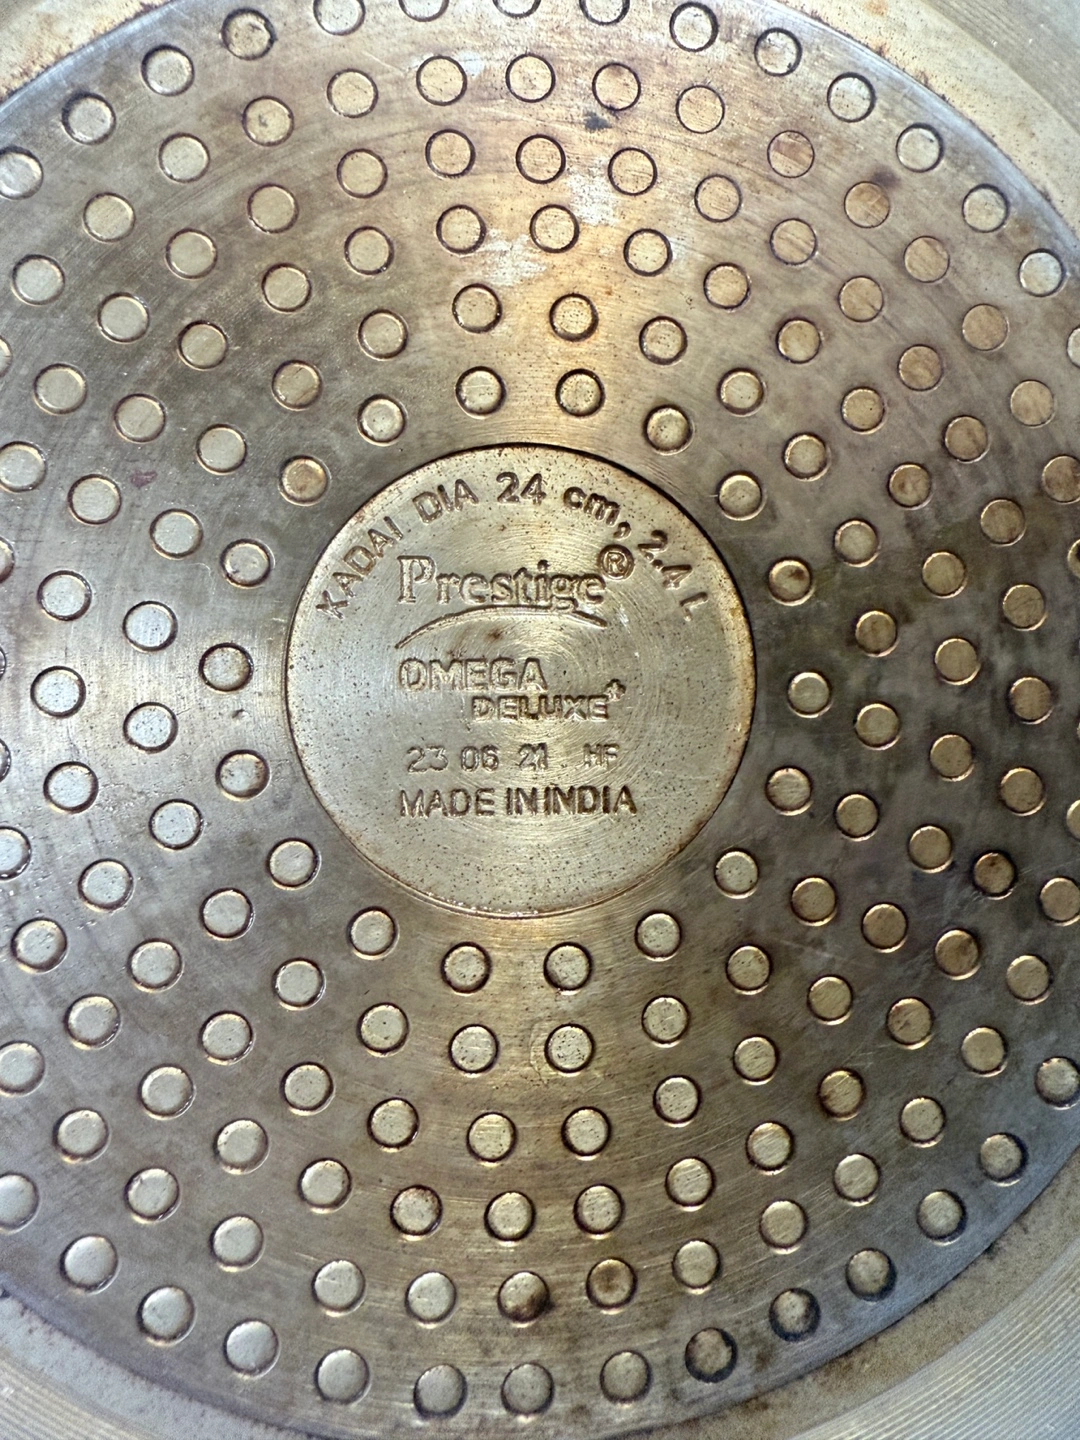 KADAI DIA 24 cm, 2.4 L
Prestige®
OMEGA
DELUXE+
23 06 21 HF
MADE IN INDIA